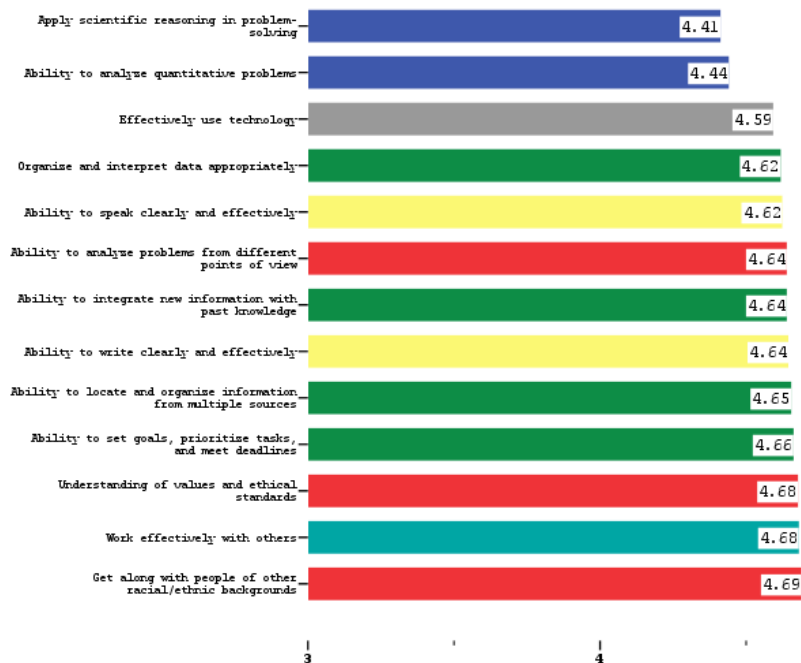 Apply scientific reasoning in problem-
solving
4.41
Ability to analyze quantitative problems
4.44
Effectively use technology
4.59
Organise and interpret data appropriately
4.62
Ability to speak clearly and effectively
4.62
Ability to analyze problems from different
points of view
4.64
Ability to integrate new information with
past knowledge
4.64
Ability to write clearly and effectively
4.64
Ability to locate and organise information
from multiple sources
4.65
Ability to set goals, prioritise tasks,
and meet deadlines
4.66
Understanding of values and ethical
standards
4.68
Work effectively with others
4.68
Get along with people of other
racial/ethnic backgrounds
4.69
3 4